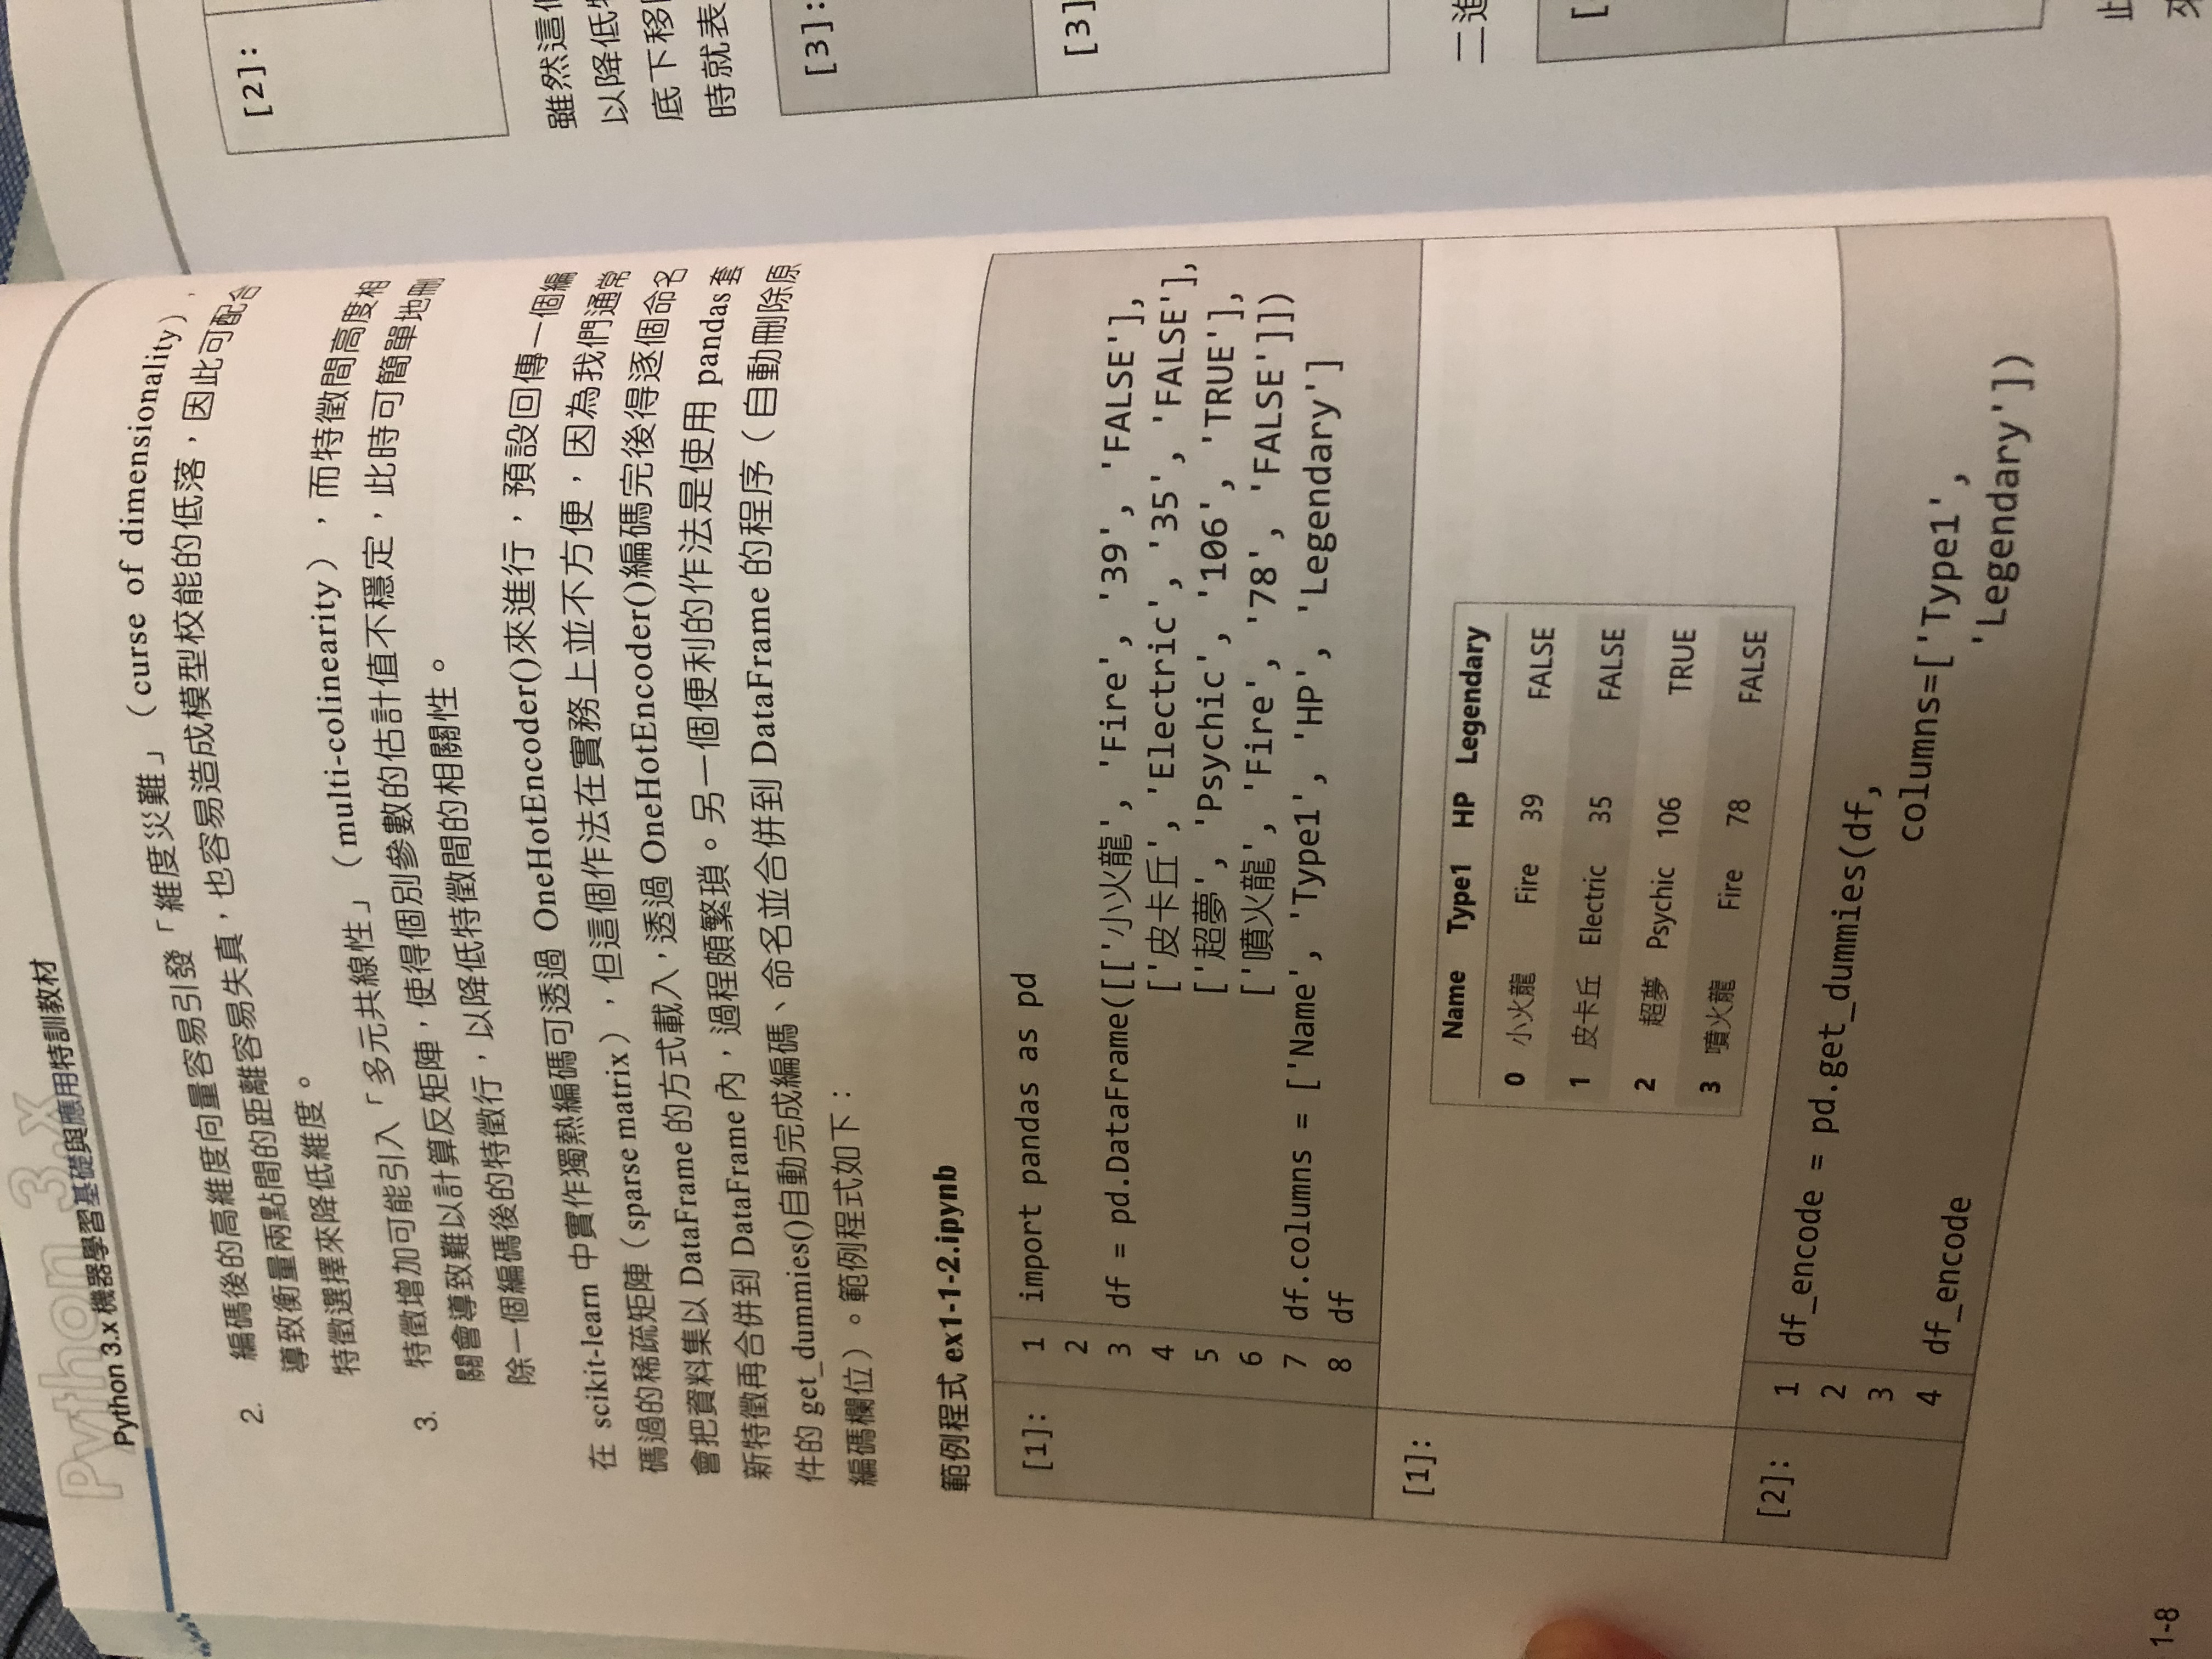 Python 3.x
Python 3.x 機器學習基礎與應用特訓教材
2. 編碼後的高維度向量容易引發「維度災難」（curse of dimensionality），
導致衡量兩點間的距離容易失真，也容易造成模型校能的低落，因此可配合
特徵選擇來降低維度。
3. 特徵增加可能引入「多元共線性」（multi-colinearity），而特徵間高度相
關會導致難以計算反矩陣，使得個別參數的估計值不穩定，此時可簡單地刪
除一個編碼後的特徵行，以降低特徵間的相關性。
在 scikit-learn 中實作獨熱編碼可透過 OneHotEncoder()來進行，預設回傳一個編
碼過的稀疏矩陣（sparse matrix），但這個作法在實務上並不方便，因為我們通常
會把資料集以 DataFrame 的方式載入，透過 OneHotEncoder()編碼完後得逐個命名
新特徵再合併到 DataFrame 內，過程頗繁瑣。另一個便利的作法是使用 pandas 套
件的 get_dummies()自動完成編碼、命名並合併到 DataFrame 的程序（自動刪除原
編碼欄位）。範例程式如下：
範例程式 ex1-1-2.ipynb
[1]: 1 import pandas as pd
2
3 df = pd.DataFrame([['小火龍', 'Fire', '39', 'FALSE'],
4 ['皮卡丘', 'Electric', '35', 'FALSE'],
5 ['超夢', 'Psychic', '106', 'TRUE'],
6 ['噴火龍', 'Fire', '78', 'FALSE']])
7 df.columns = ['Name', 'Type1', 'HP', 'Legendary']
8 df
[1]:
Name Type1 HP Legendary
0 小火龍 Fire 39 FALSE
1 皮卡丘 Electric 35 FALSE
2 超夢 Psychic 106 TRUE
3 噴火龍 Fire 78 FALSE
[2]: 1 df_encode = pd.get_dummies(df,
2 columns=['Type1',
3 'Legendary'])
4 df_encode
1-8
[2]:
雖然這
以降低
底下移
時就表
[3]:
[3]
二進
[
此
來